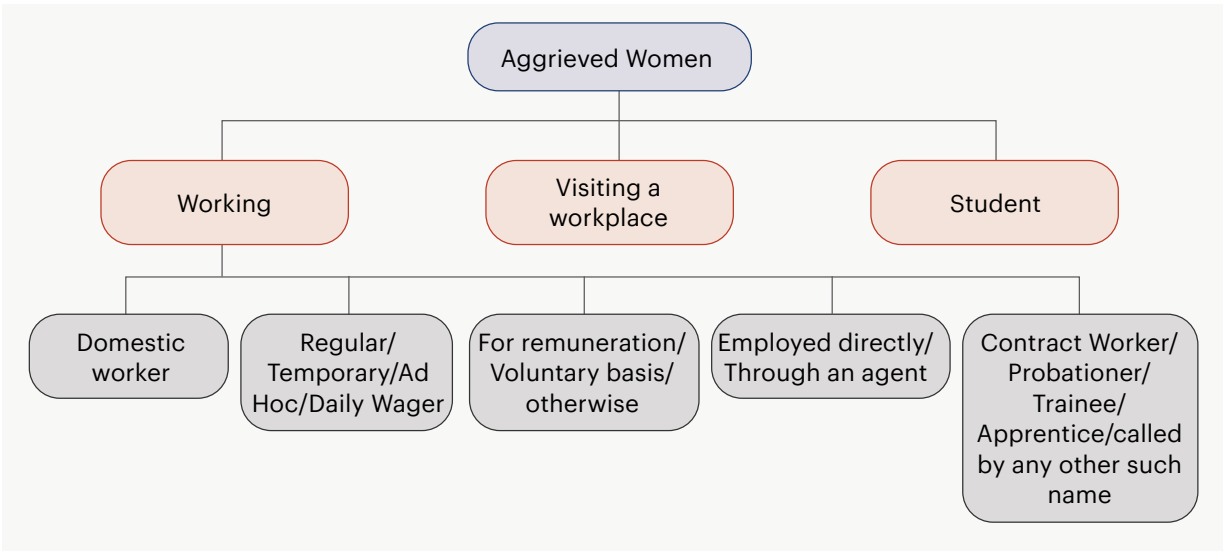 Aggrieved Women
Working
Visiting a
workplace
Student
Domestic
worker
Regular/
Temporary/Ad
Hoc/Daily Wager
For remuneration/
Voluntary basis/
otherwise
Employed directly/
Through an agent
Contract Worker/
Probationer/
Trainee/
Apprentice/called
by any other such
name